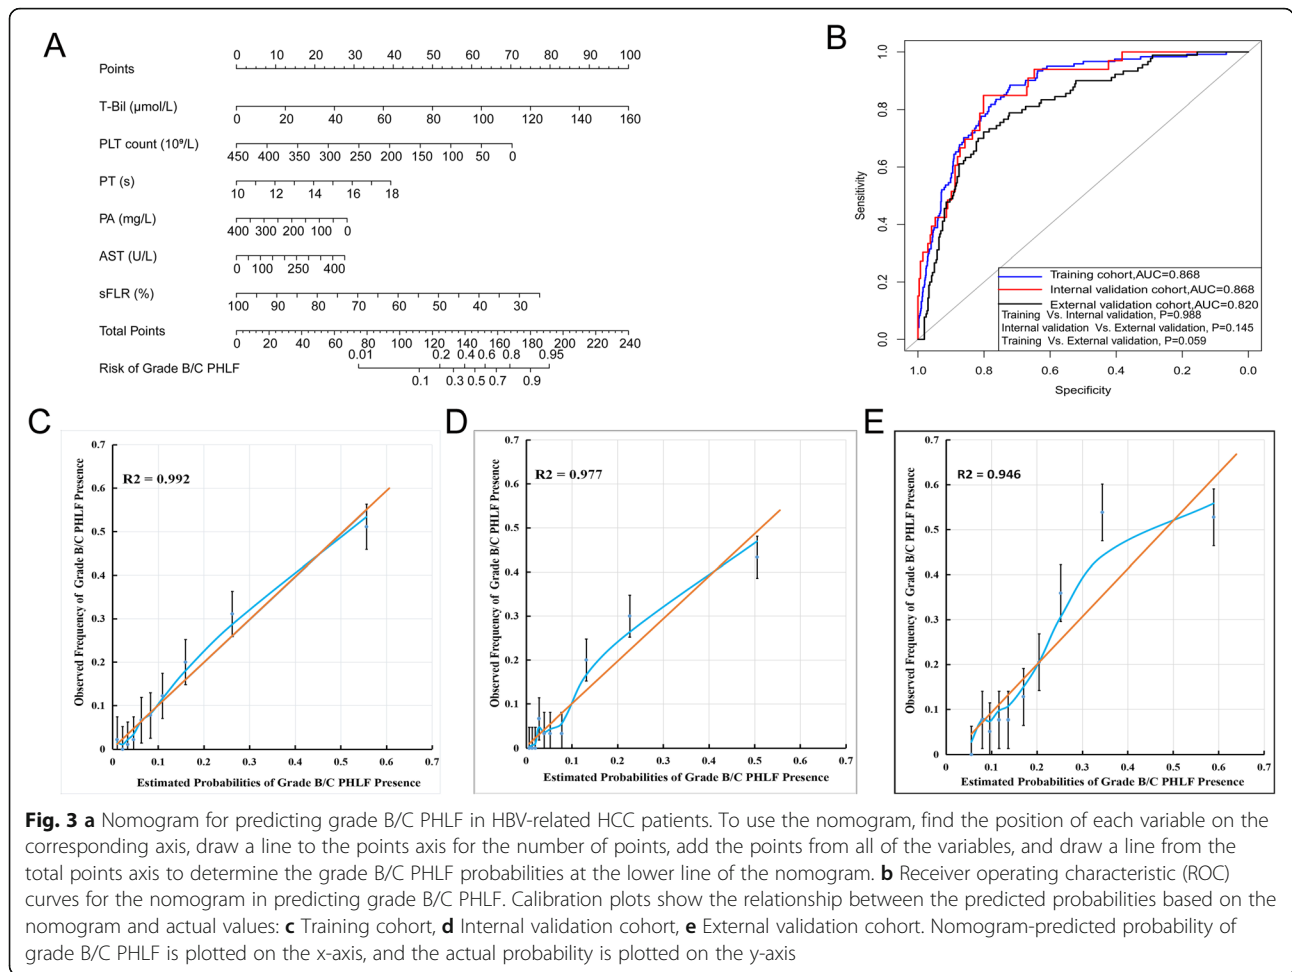 A
Points
0 10 20 30 40 50 60 70 80 90 100
T-Bil (μmol/L)
0 20 40 60 80 100 120 140 160
PLT count (10⁹/L)
450 400 350 300 250 200 150 100 50 0
PT (s)
10 12 14 16 18
PA (mg/L)
400 300 200 100 0
AST (U/L)
0 100 250 400
sFLR (%)
100 90 80 70 60 50 40 30
Total Points
0 20 40 60 80 100 120 140 160 180 200 220 240
Risk of Grade B/C PHLF
0.01 0.2 0.4 0.6 0.8 0.95
0.1 0.3 0.5 0.7 0.9
B
Sensitivity
1.0
0.8
0.6
0.4
0.2
0.0
Training cohort,AUC=0.868
Internal validation cohort,AUC=0.868
External validation cohort,AUC=0.820
Training Vs. Internal validation, P=0.988
Internal validation Vs. External validation, P=0.145
Training Vs. External validation, P=0.059
1.0 0.8 0.6 0.4 0.2 0.0
Specificity
C
Observed Frequency of Grade B/C PHLF Presence
0.7
0.6
0.5
0.4
0.3
0.2
0.1
0
R2 = 0.992
0 0.1 0.2 0.3 0.4 0.5 0.6 0.7
Estimated Probabilities of Grade B/C PHLF Presence
D
Observed Frequency of Grade B/C PHLF Presence
0.7
0.6
0.5
0.4
0.3
0.2
0.1
0
R2 = 0.977
0 0.1 0.2 0.3 0.4 0.5 0.6 0.7
Estimated Probabilities of Grade B/C PHLF Presence
E
Observed Frequency of Grade B/C PHLF Presence
0.7
0.6
0.5
0.4
0.3
0.2
0.1
0
R2 = 0.946
0 0.1 0.2 0.3 0.4 0.5 0.6 0.7
Estimated Probabilities of Grade B/C PHLF Presence
Fig. 3 a Nomogram for predicting grade B/C PHLF in HBV-related HCC patients. To use the nomogram, find the position of each variable on the
corresponding axis, draw a line to the points axis for the number of points, add the points from all of the variables, and draw a line from the
total points axis to determine the grade B/C PHLF probabilities at the lower line of the nomogram. b Receiver operating characteristic (ROC)
curves for the nomogram in predicting grade B/C PHLF. Calibration plots show the relationship between the predicted probabilities based on the
nomogram and actual values: c Training cohort, d Internal validation cohort, e External validation cohort. Nomogram-predicted probability of
grade B/C PHLF is plotted on the x-axis, and the actual probability is plotted on the y-axis